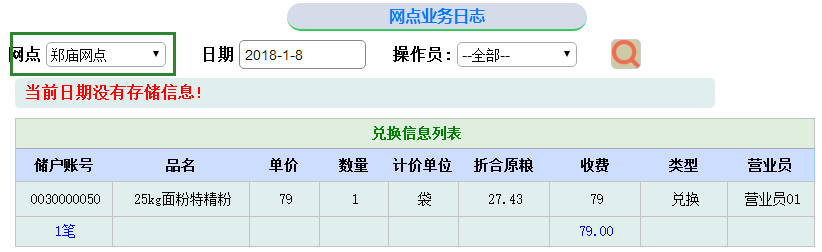 网点业务日志
网点 郑庙网点 日期 2018-1-8 操作员: --全部--
当前日期没有存储信息!
兑换信息列表
储户账号 品名 单价 数量 计价单位 折合原粮 收费 类型 营业员
0030000050 25kg面粉特精粉 79 1 袋 27.43 79 兑换 营业员01
1笔 79.00